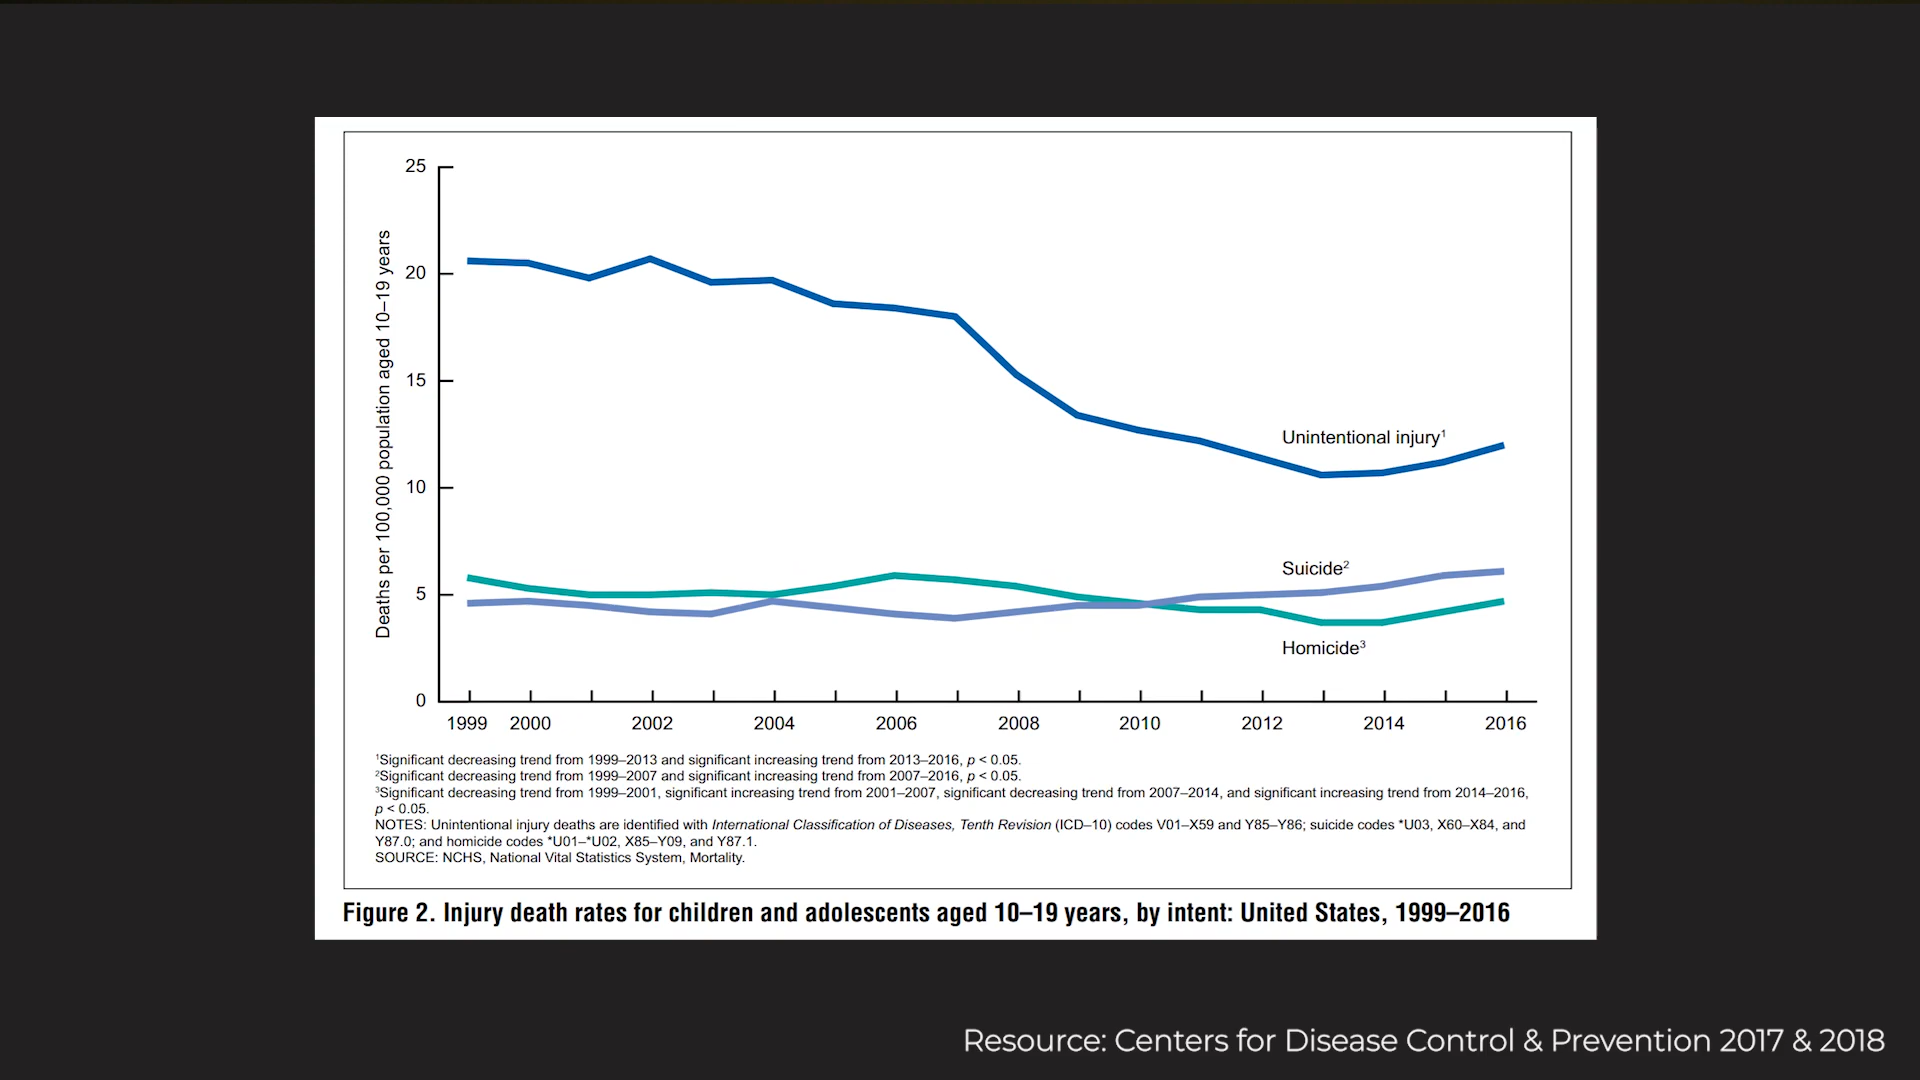 25
20
15
10
5
0
Deaths per 100,000 population aged 10–19 years
Unintentional injury¹
Suicide²
Homicide³
1999 2000 2002 2004 2006 2008 2010 2012 2014 2016
¹Significant decreasing trend from 1999–2013 and significant increasing trend from 2013–2016, p < 0.05.
²Significant decreasing trend from 1999–2007 and significant increasing trend from 2007–2016, p < 0.05.
³Significant decreasing trend from 1999–2001, significant increasing trend from 2001–2007, significant decreasing trend from 2007–2014, and significant increasing trend from 2014–2016,
p < 0.05.
NOTES: Unintentional injury deaths are identified with International Classification of Diseases, Tenth Revision (ICD–10) codes V01–X59 and Y85–Y86; suicide codes *U03, X60–X84, and
Y87.0; and homicide codes *U01–*U02, X85–Y09, and Y87.1.
SOURCE: NCHS, National Vital Statistics System, Mortality.
Figure 2. Injury death rates for children and adolescents aged 10–19 years, by intent: United States, 1999–2016
Resource: Centers for Disease Control & Prevention 2017 & 2018